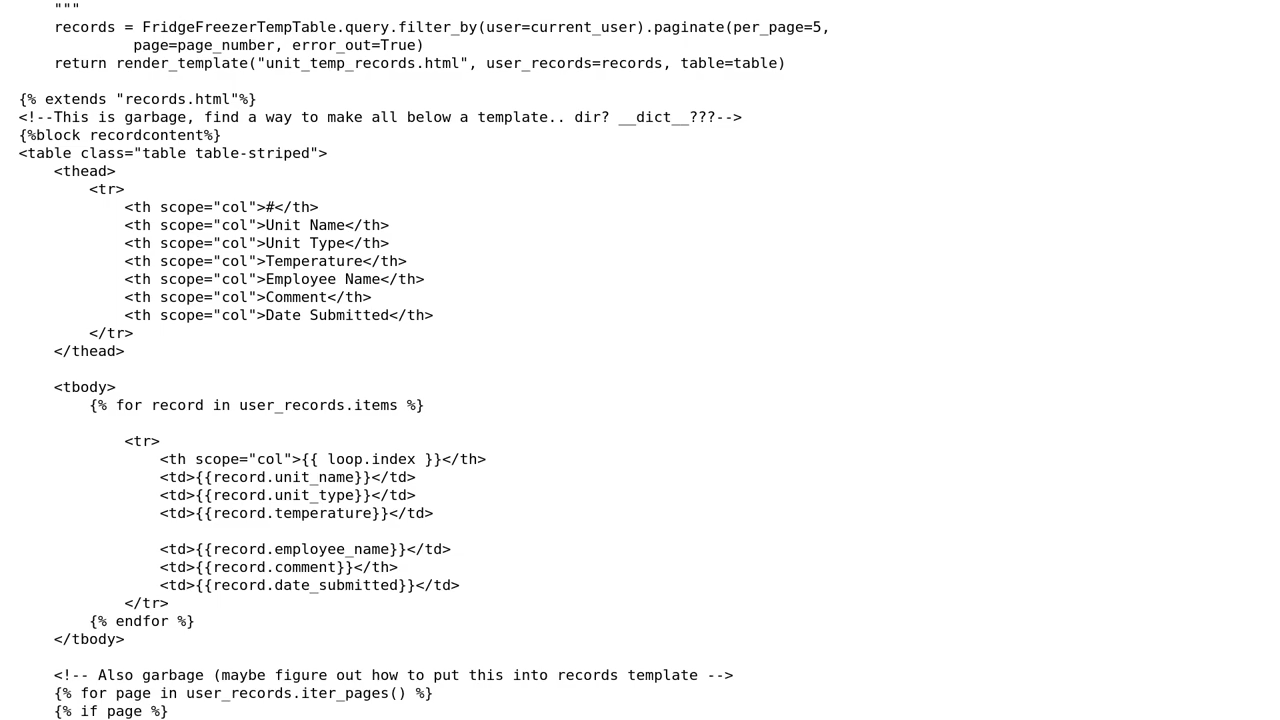 """
records = FridgeFreezerTempTable.query.filter_by(user=current_user).paginate(per_page=5,
page=page_number, error_out=True)
return render_template("unit_temp_records.html", user_records=records, table=table)
{% extends "records.html"%}
<!--This is garbage, find a way to make all below a template.. dir? __dict__???-->
{%block recordcontent%}
<table class="table table-striped">
<thead>
<tr>
<th scope="col">#</th>
<th scope="col">Unit Name</th>
<th scope="col">Unit Type</th>
<th scope="col">Temperature</th>
<th scope="col">Employee Name</th>
<th scope="col">Comment</th>
<th scope="col">Date Submitted</th>
</tr>
</thead>
<tbody>
{% for record in user_records.items %}
<tr>
<th scope="col">{{ loop.index }}</th>
<td>{{record.unit_name}}</td>
<td>{{record.unit_type}}</td>
<td>{{record.temperature}}</td>
<td>{{record.employee_name}}</td>
<td>{{record.comment}}</th>
<td>{{record.date_submitted}}</td>
</tr>
{% endfor %}
</tbody>
<!-- Also garbage (maybe figure out how to put this into records template -->
{% for page in user_records.iter_pages() %}
{% if page %}